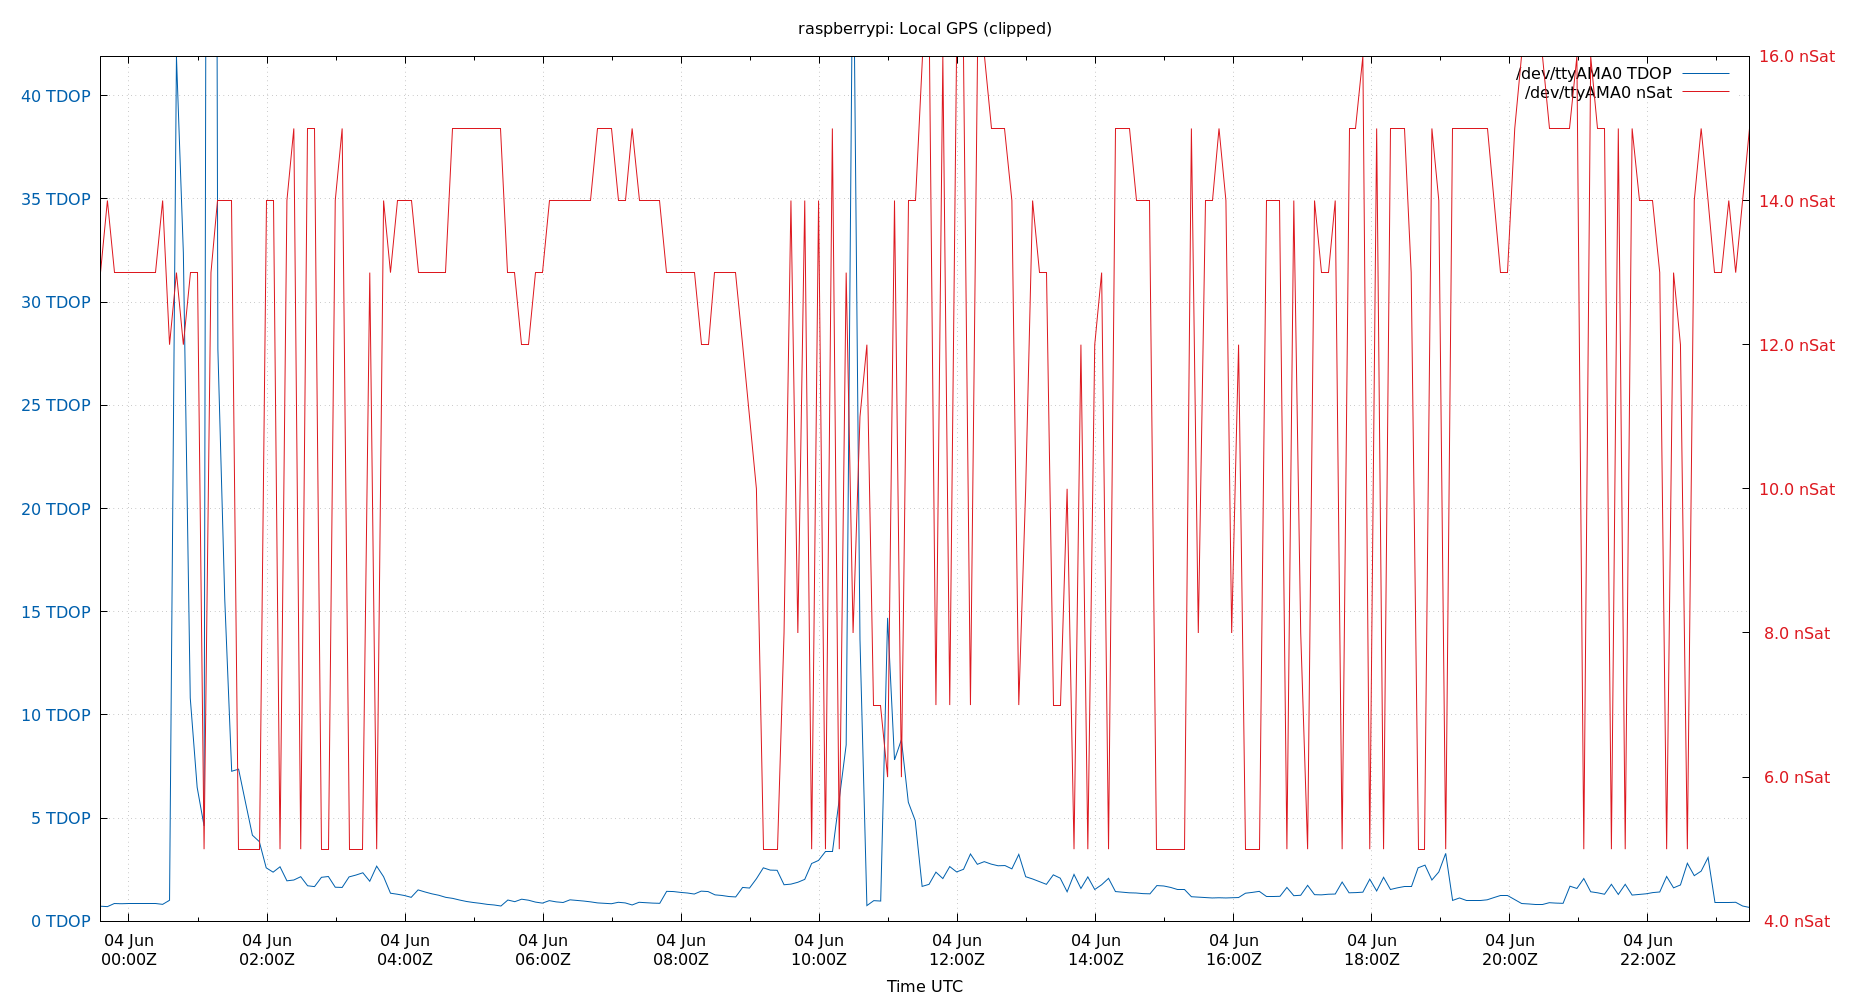 raspberrypi: Local GPS (clipped)
/dev/ttyAMA0 TDOP
/dev/ttyAMA0 nSat
40 TDOP
35 TDOP
30 TDOP
25 TDOP
20 TDOP
15 TDOP
10 TDOP
5 TDOP
0 TDOP
16.0 nSat
14.0 nSat
12.0 nSat
10.0 nSat
8.0 nSat
6.0 nSat
4.0 nSat
04 Jun 04 Jun 04 Jun 04 Jun 04 Jun 04 Jun 04 Jun 04 Jun 04 Jun 04 Jun 04 Jun 04 Jun
00:00Z 02:00Z 04:00Z 06:00Z 08:00Z 10:00Z 12:00Z 14:00Z 16:00Z 18:00Z 20:00Z 22:00Z
Time UTC